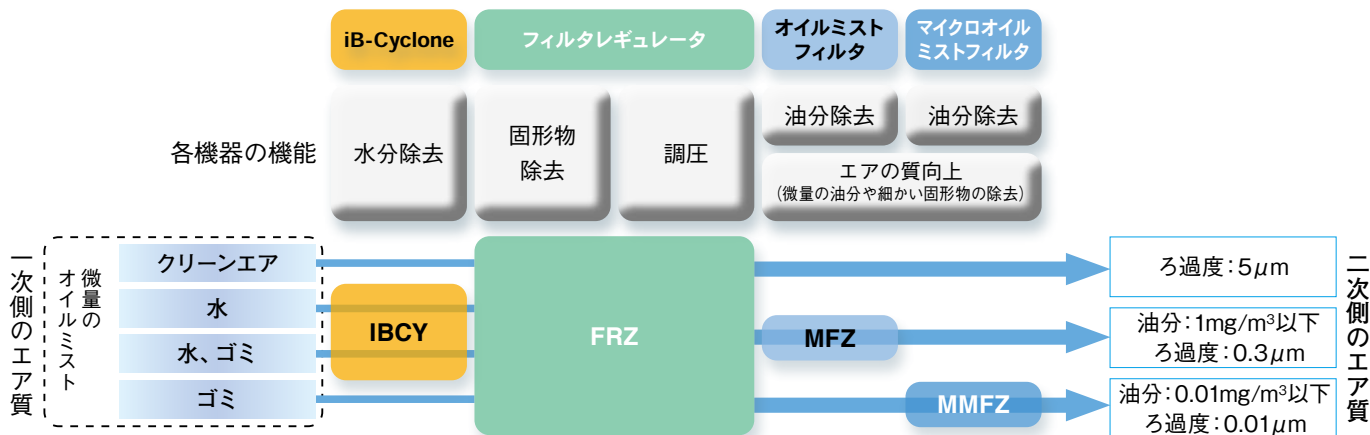 iB-Cyclone
フィルタレギュレータ
オイルミスト
フィルタ
マイクロオイル
ミストフィルタ
各機器の機能
水分除去
固形物
除去
調圧
油分除去
油分除去
エアの質向上
(微量の油分や細かい固形物の除去)
一次側のエア質
微量の
オイルミスト
クリーンエア
水
水、ゴミ
ゴミ
IBCY
FRZ
MFZ
MMFZ
ろ過度:5μm
油分:1mg/m³以下
ろ過度:0.3μm
油分:0.01mg/m³以下
ろ過度:0.01μm
二次側のエア質